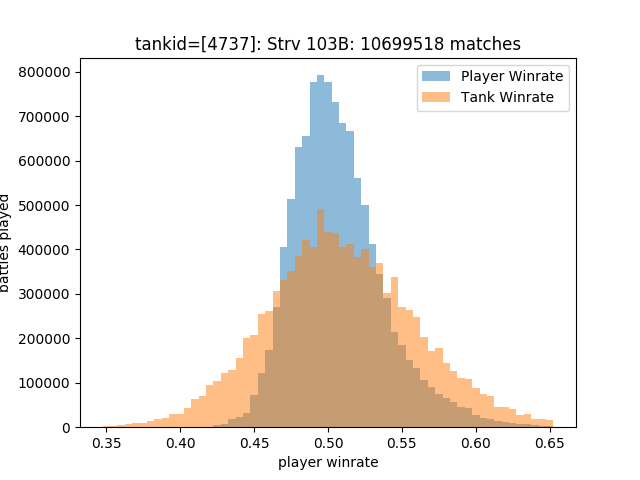 tankid=[4737]: Strv 103B: 10699518 matches
Player Winrate
Tank Winrate
800000
700000
600000
500000
400000
300000
200000
100000
0
battles played
0.35 0.40 0.45 0.50 0.55 0.60 0.65
player winrate